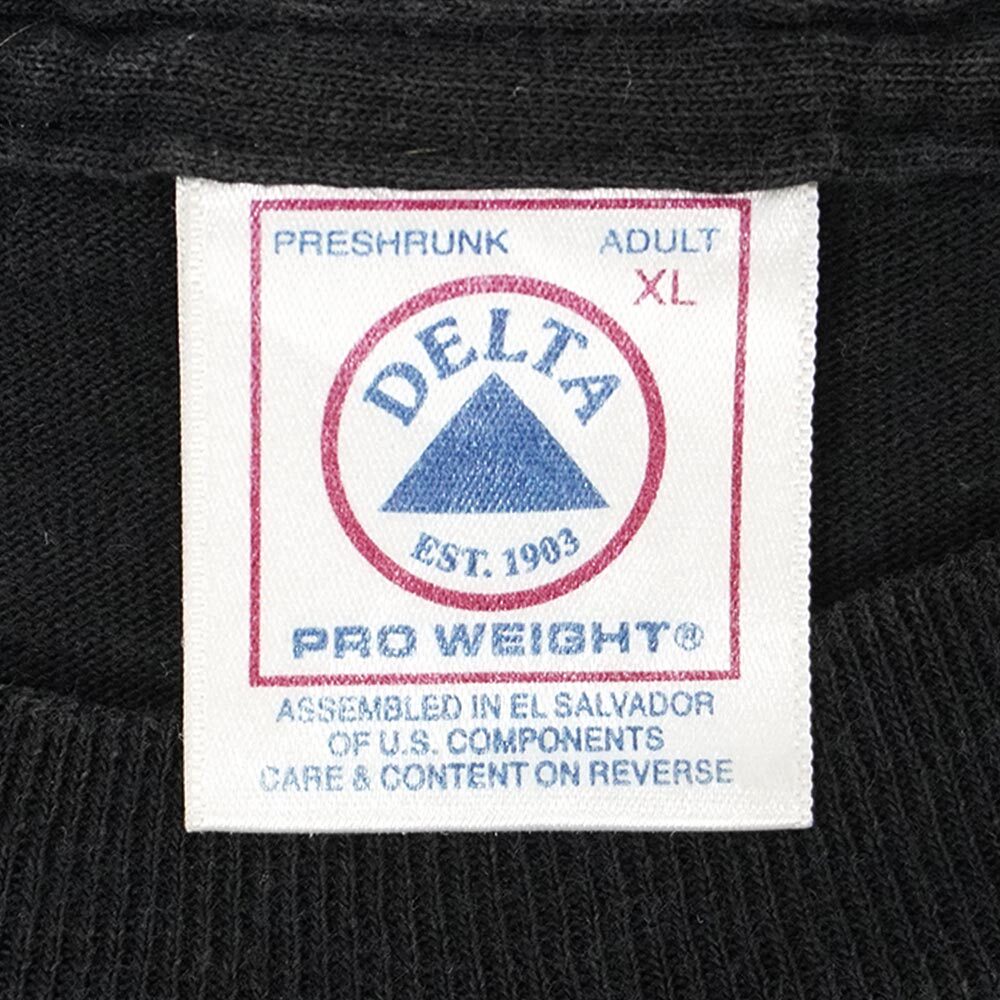 PRESHRUNK ADULT
XL
DELTA
EST. 1903
PRO WEIGHT®
ASSEMBLED IN EL SALVADOR
OF U.S. COMPONENTS
CARE & CONTENT ON REVERSE